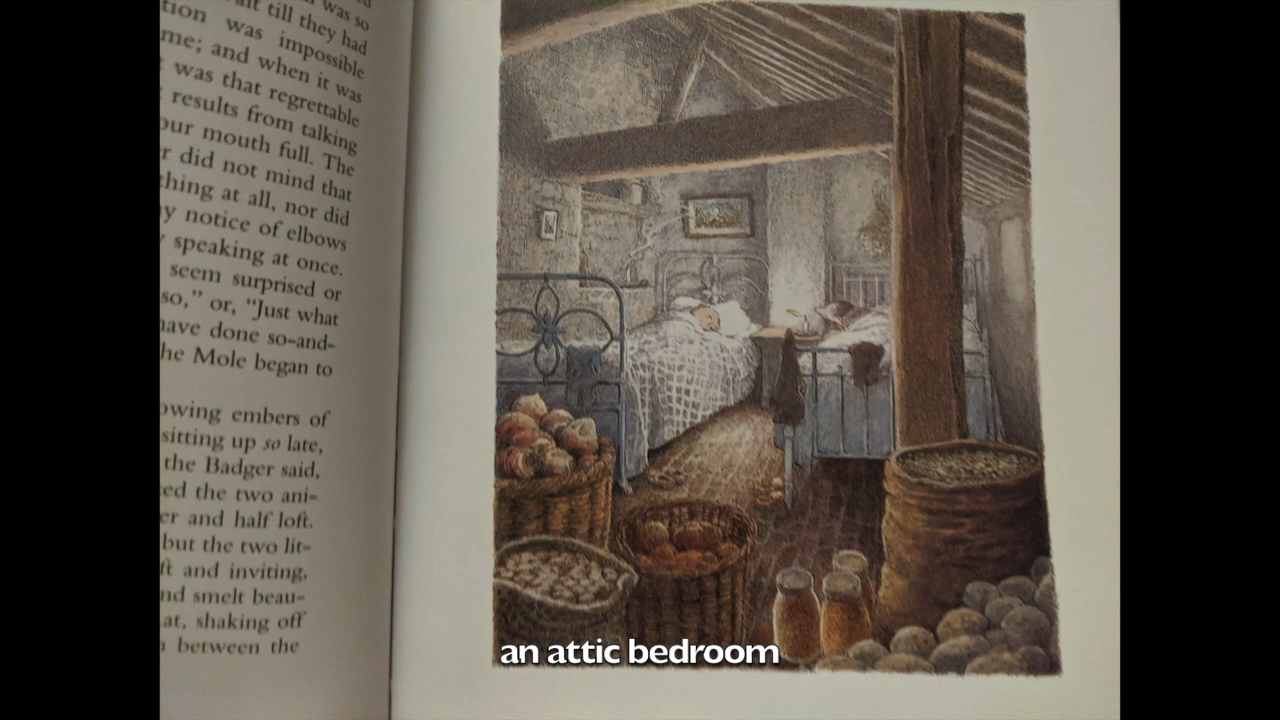 was so
till they had
tion was impossible
me; and when it was
was that regrettable
results from talking
our mouth full. The
r did not mind that
thing at all, nor did
y notice of elbows
speaking at once.
seem surprised or
so,” or, “Just what
have done so-and-
he Mole began to
owing embers of
sitting up so late,
the Badger said,
ed the two ani-
er and half loft.
but the two lit-
ft and inviting,
nd smelt beau-
at, shaking off
between the
an attic bedroom